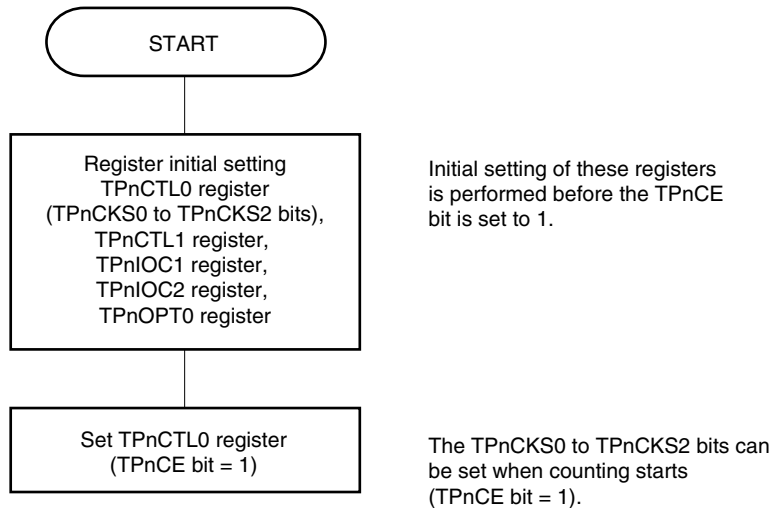 START
Register initial setting
TPnCTL0 register
(TPnCKS0 to TPnCKS2 bits),
TPnCTL1 register,
TPnIOC1 register,
TPnIOC2 register,
TPnOPT0 register
Initial setting of these registers
is performed before the TPnCE
bit is set to 1.
Set TPnCTL0 register
(TPnCE bit = 1)
The TPnCKS0 to TPnCKS2 bits can
be set when counting starts
(TPnCE bit = 1).